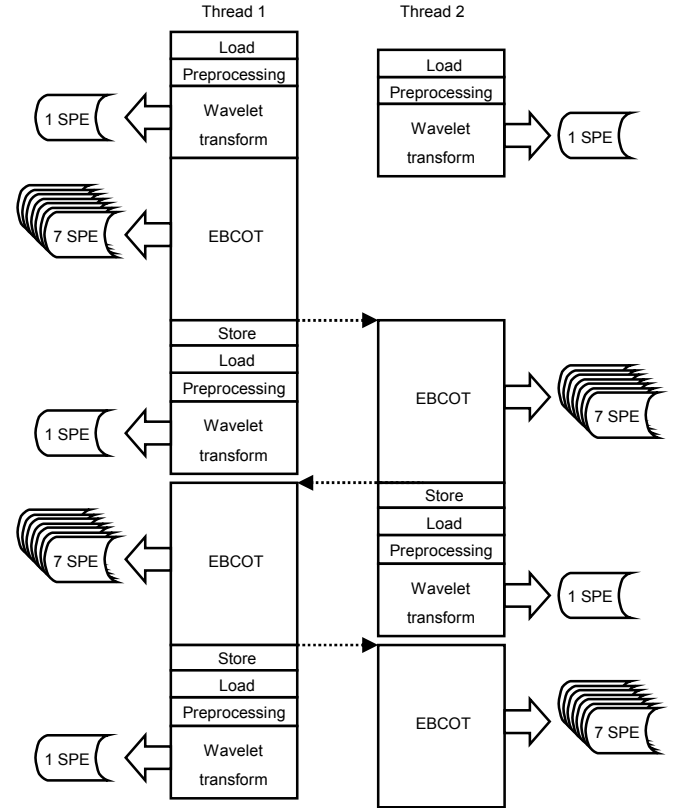 Thread 1
Thread 2
Load
Preprocessing
Wavelet
transform
1 SPE
Load
Preprocessing
Wavelet
transform
1 SPE
EBCOT
7 SPE
Store
Load
Preprocessing
Wavelet
transform
1 SPE
EBCOT
7 SPE
EBCOT
7 SPE
Store
Load
Preprocessing
Wavelet
transform
1 SPE
Store
Load
Preprocessing
Wavelet
transform
1 SPE
EBCOT
7 SPE